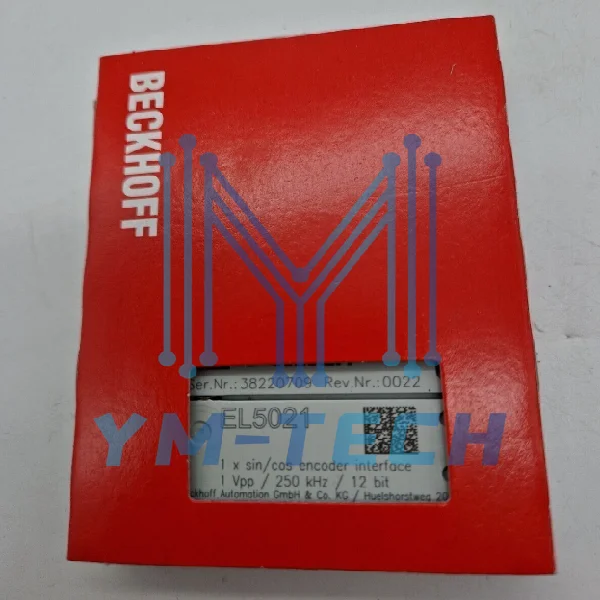 BECKHOFF
Ser.Nr.: 38220709 Rev Nr.: 0022
EL5021
YM-TECH
1 x sin/cos encoder interface
1 Vpp / 250 kHz / 12 bit
ckhoff Automation GmbH & Co. KG / Huelshorstweg 20